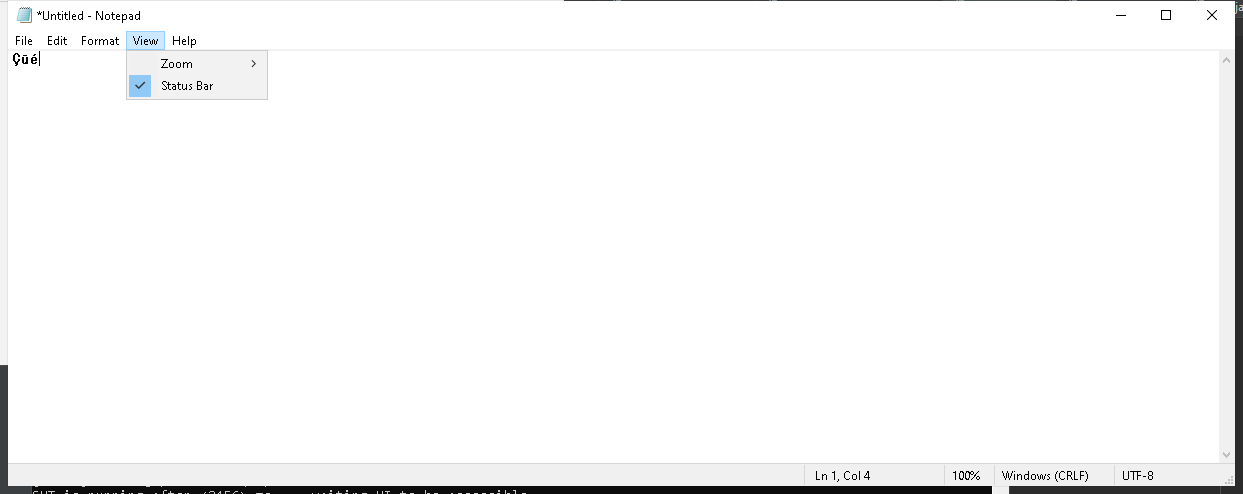 *Untitled - Notepad
File Edit Format View Help
Çüé
Zoom
Status Bar
Ln 1, Col 4 100% Windows (CRLF) UTF-8